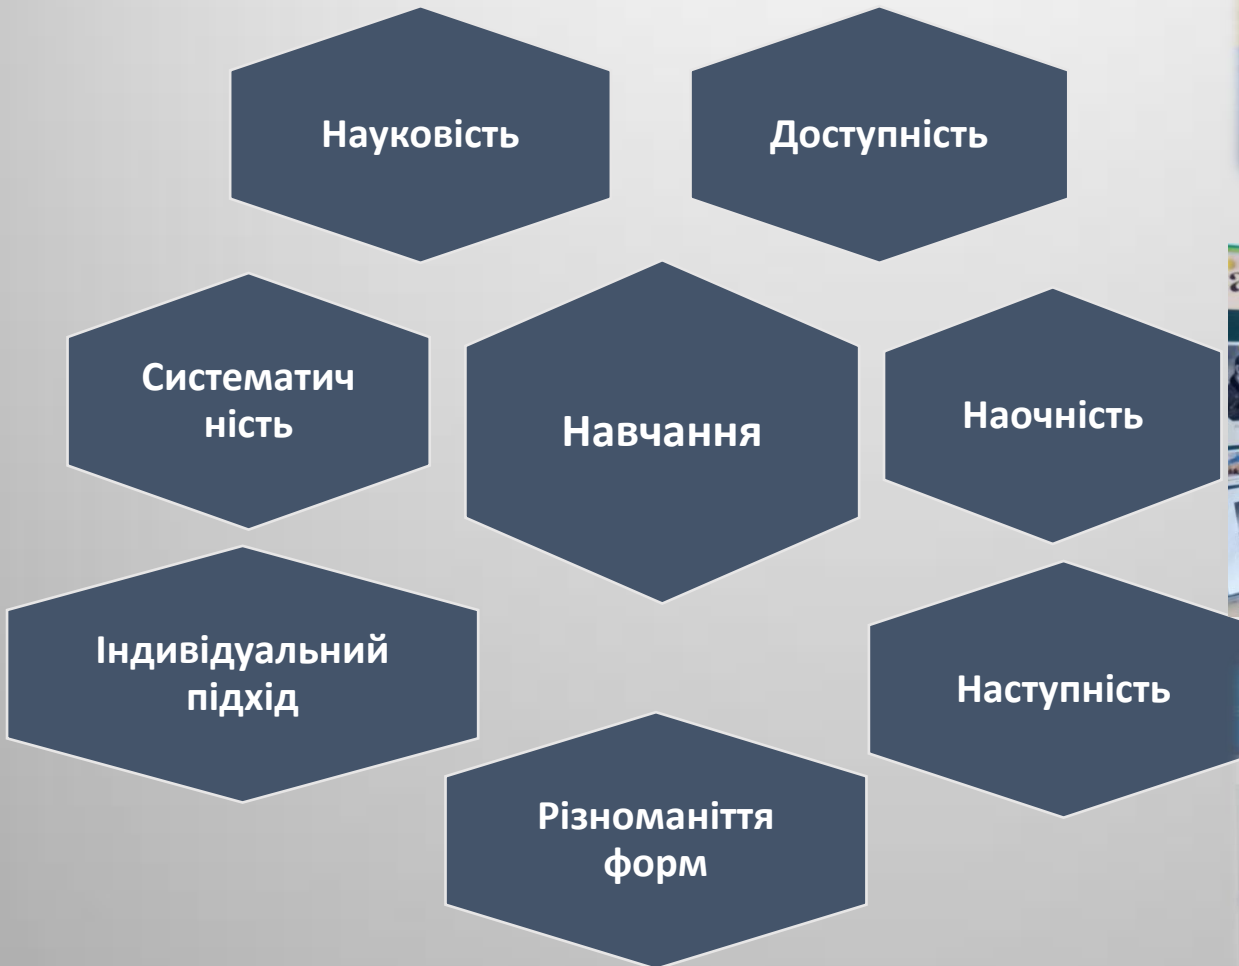 Науковість
Доступність
Систематич
ність
Навчання
Наочність
Індивідуальний
підхід
Наступність
Різноманіття
форм